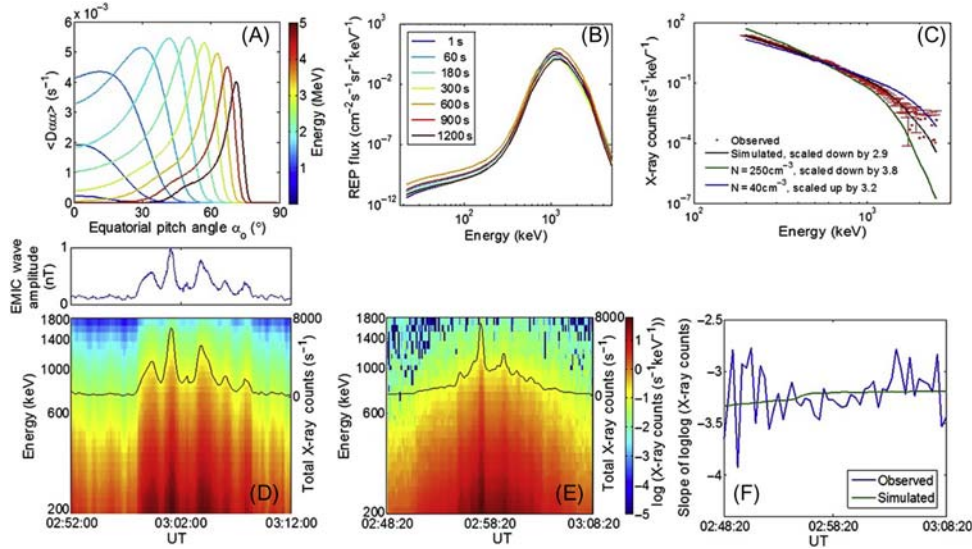 (A)
×10⁻³
<Dαα> (s⁻¹)
6
5
4
3
2
1
0
0 30 60 90
Equatorial pitch angle α₀ (°)
5
4
3
2
1
0
Energy (MeV)
(B)
REP flux (cm⁻²s⁻¹sr⁻¹keV⁻¹)
10³
10⁻²
10⁻⁷
10⁻¹²
1 s
60 s
180 s
300 s
600 s
900 s
1200 s
10² 10³
Energy (keV)
(C)
X-ray counts (s⁻¹keV⁻¹)
10²
10⁻¹
10⁻⁴
10⁻⁷
Observed
Simulated, scaled down by 2.9
N = 250cm⁻³, scaled down by 3.8
N = 40cm⁻³, scaled up by 3.2
10² 10³
Energy (keV)
EMIC wave
amplitude
(nT)
1
0
Energy (keV)
1800
1400
1000
600
200
(D)
8000
0
Total X-ray counts (s⁻¹)
02:52:00 03:02:00 03:12:00
UT
Energy (keV)
1800
1400
1000
600
200
(E)
8000
0
Total X-ray counts (s⁻¹)
3
2
1
0
-1
-2
-3
-4
-5
log (X-ray counts) (s⁻¹keV⁻¹))
02:48:20 02:58:20 03:08:20
UT
Slope of loglog (X-ray counts)
-2.5
-3
-3.5
-4
Observed
Simulated
(F)
02:48:20 02:58:20 03:08:20
UT